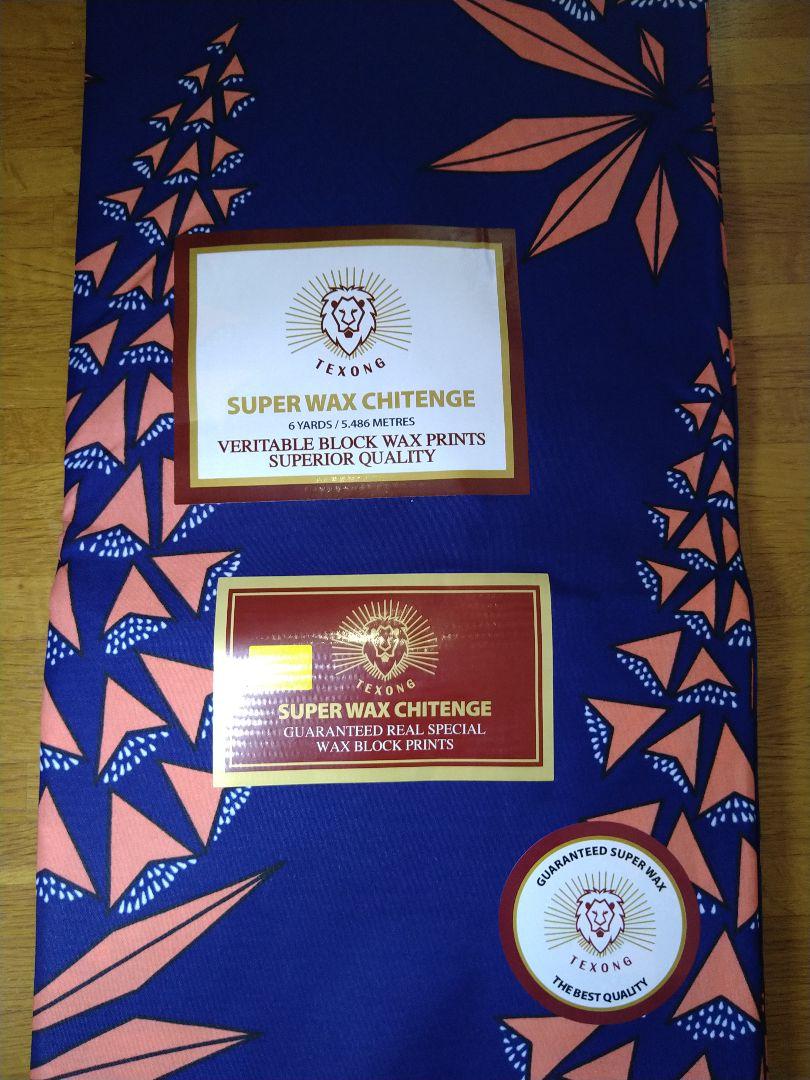 TEXONG
SUPER WAX CHITENGE
6 YARDS / 5.486 METRES
VERITABLE BLOCK WAX PRINTS
SUPERIOR QUALITY
TEXONG
SUPER WAX CHITENGE
GUARANTEED REAL SPECIAL
WAX BLOCK PRINTS
GUARANTEED SUPER WAX
TEXONG
THE BEST QUALITY